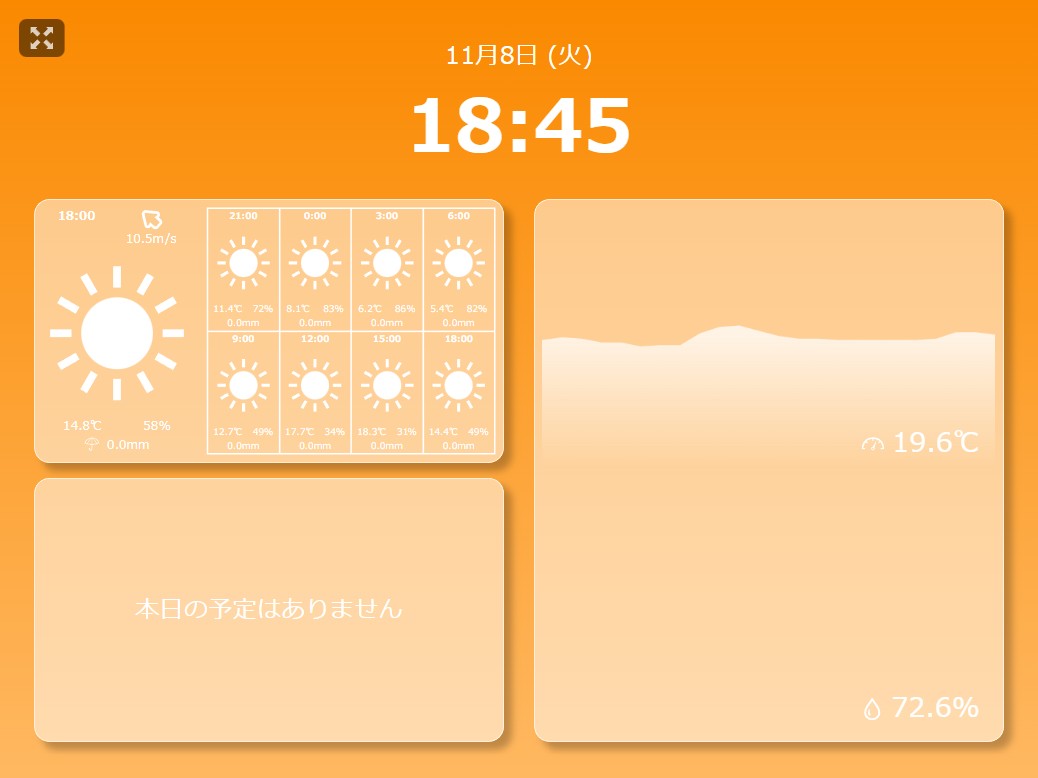 11月8日 (火)
18:45
18:00
10.5m/s
14.8℃ 58%
0.0mm
21:00 0:00 3:00 6:00
11.4℃ 72% 8.1℃ 83% 6.2℃ 86% 5.4℃ 82%
0.0mm 0.0mm 0.0mm 0.0mm
9:00 12:00 15:00 18:00
12.7℃ 49% 17.7℃ 34% 18.3℃ 31% 14.4℃ 49%
0.0mm 0.0mm 0.0mm 0.0mm
本日の予定はありません
19.6℃
72.6%